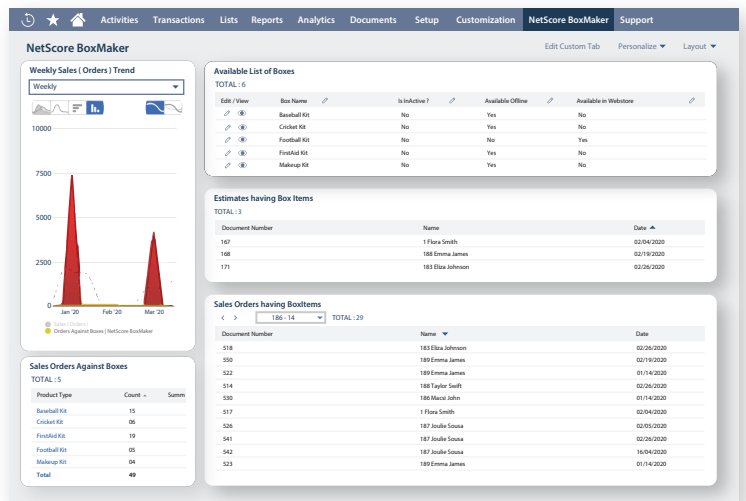 Activities Transactions Lists Reports Analytics Documents Setup Customization NetScore BoxMaker Support
NetScore BoxMaker
Edit Custom Tab Personalize Layout
Weekly Sales ( Orders ) Trend
Weekly
10000
7500
5000
2500
0
Jan '20 Feb '20 Mar '20
Sales ( Orders )
Orders Against Boxes | NetScore BoxMaker
Sales Orders Against Boxes
TOTAL : 5
Product Type Count Summ
Baseball Kit 15
Cricket Kit 06
FirstAid Kit 19
Football Kit 05
Makeup Kit 04
Total 49
Available List of Boxes
TOTAL : 6
Edit / View Box Name Is InActive ? Available Ofiline Available in Webstore
Baseball Kit No Yes No
Cricket Kit No Yes No
Football Kit No No Yes
FirstAid Kit No Yes No
Makeup Kit No Yes No
Estimates having Box Items
TOTAL : 3
Document Number Name Date
167 1 Flora Smith 02/04/2020
168 188 Emma James 02/19/2020
171 183 Eliza Johnson 02/26/2020
Sales Orders having BoxItems
186 - 14 TOTAL : 29
Document Number Name Date
518 183 Eliza Johnson 02/26/2020
550 189 Emma James 02/19/2020
522 189 Emma James 01/14/2020
514 188 Taylor Swift 02/26/2020
530 186 Macsi John 01/14/2020
517 1 Flora Smith 02/04/2020
526 187 Joulie Sousa 02/05/2020
541 187 Joulie Sousa 02/26/2020
542 187 Joulie Sousa 16/04/2020
523 189 Emma James 01/14/2020